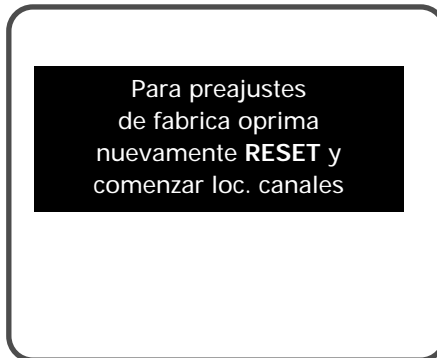 Para preajustes
de fabrica oprima
nuevamente RESET y
comenzar loc. canales